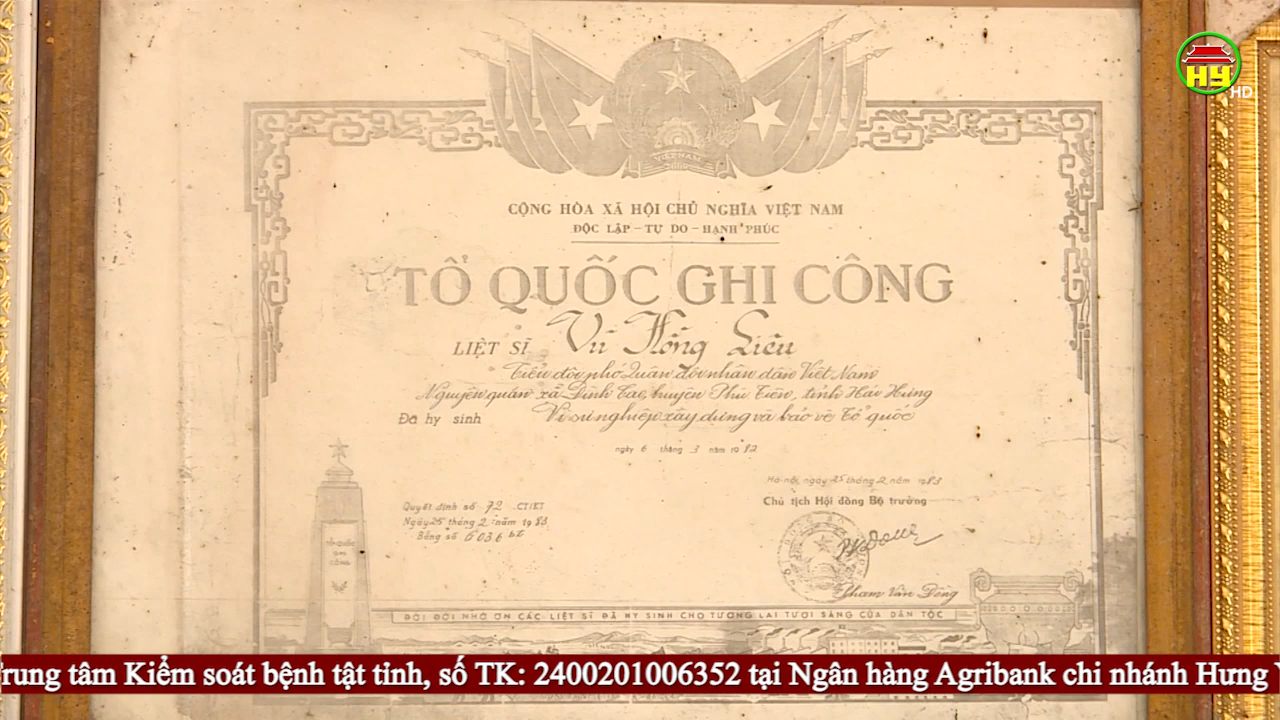 HY
HD
VIỆT NAM
CỘNG HÒA XÃ HỘI CHỦ NGHĨA VIỆT NAM
ĐỘC LẬP - TỰ DO - HẠNH PHÚC
TỔ QUỐC GHI CÔNG
LIỆT SĨ Vũ Hồng Liêu
Tiểu đội phó Quân đội nhân dân Việt Nam
Nguyên quán xã Đình Cao, huyện Phù Tiên, tỉnh Hải Hưng
Đã hy sinh Vì sự nghiệp xây dựng và bảo vệ Tổ quốc
ngày 6 tháng 3 năm 1982
Hà-nội, ngày 25 tháng 2 năm 1983
Chủ tịch Hội đồng Bộ trưởng
Quyết định số 72 .CT/KT
Ngày 25 tháng 2 năm 1983
Bằng số 6036
Phạm Văn Đồng
TỔ QUỐC
GHI
CÔNG
ĐỜI ĐỜI NHỚ ƠN CÁC LIỆT SĨ ĐÃ HY SINH CHO TƯƠNG LAI TƯƠI SÁNG CỦA DÂN TỘC
Trung tâm Kiểm soát bệnh tật tỉnh, số TK: 2400201006352 tại Ngân hàng Agribank chi nhánh Hưng